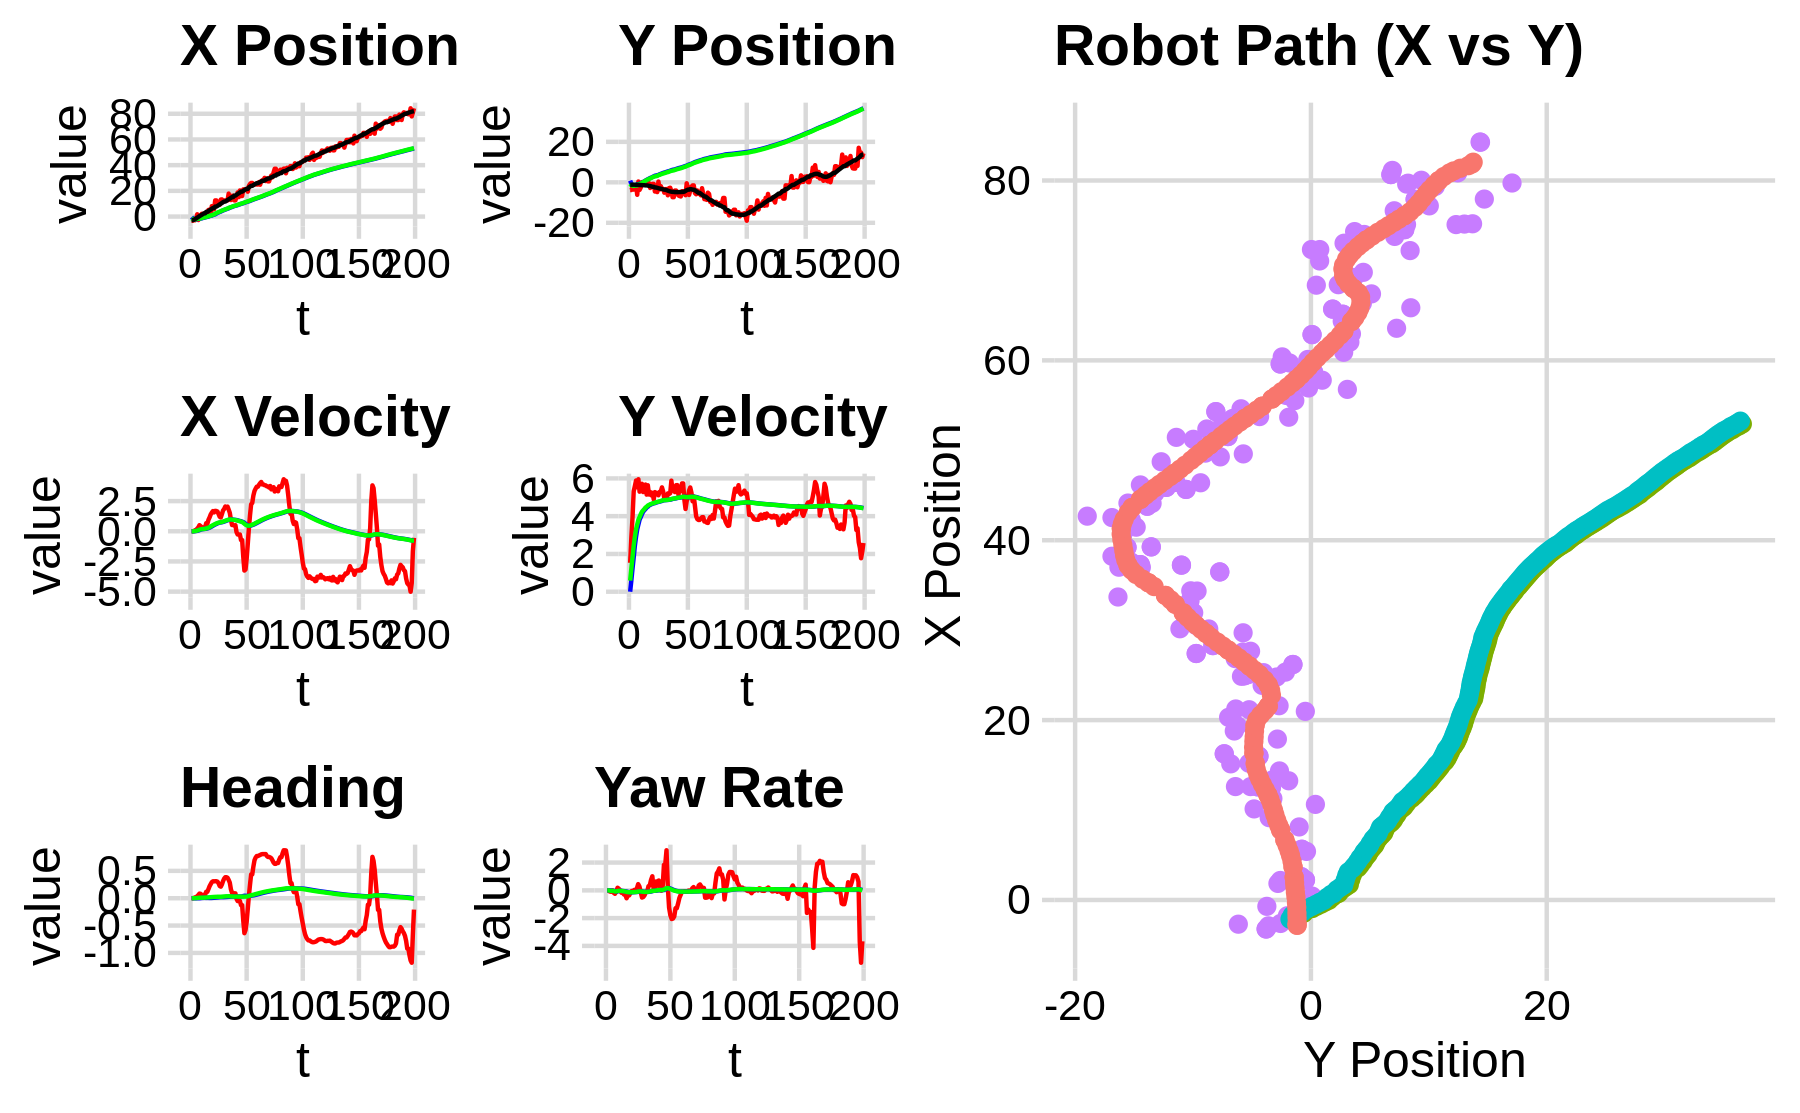 X Position
value
80
60
40
20
0
0 50 100 150 200
t
Y Position
value
20
0
-20
0 50 100 150 200
t
X Velocity
value
2.5
0.0
-2.5
-5.0
0 50 100 150 200
t
Y Velocity
value
6
4
2
0
0 50 100 150 200
t
Heading
value
0.5
0.0
-0.5
-1.0
0 50 100 150 200
t
Yaw Rate
value
2
0
-2
-4
0 50 100 150 200
t
Robot Path (X vs Y)
X Position
80
60
40
20
0
-20 0 20
Y Position